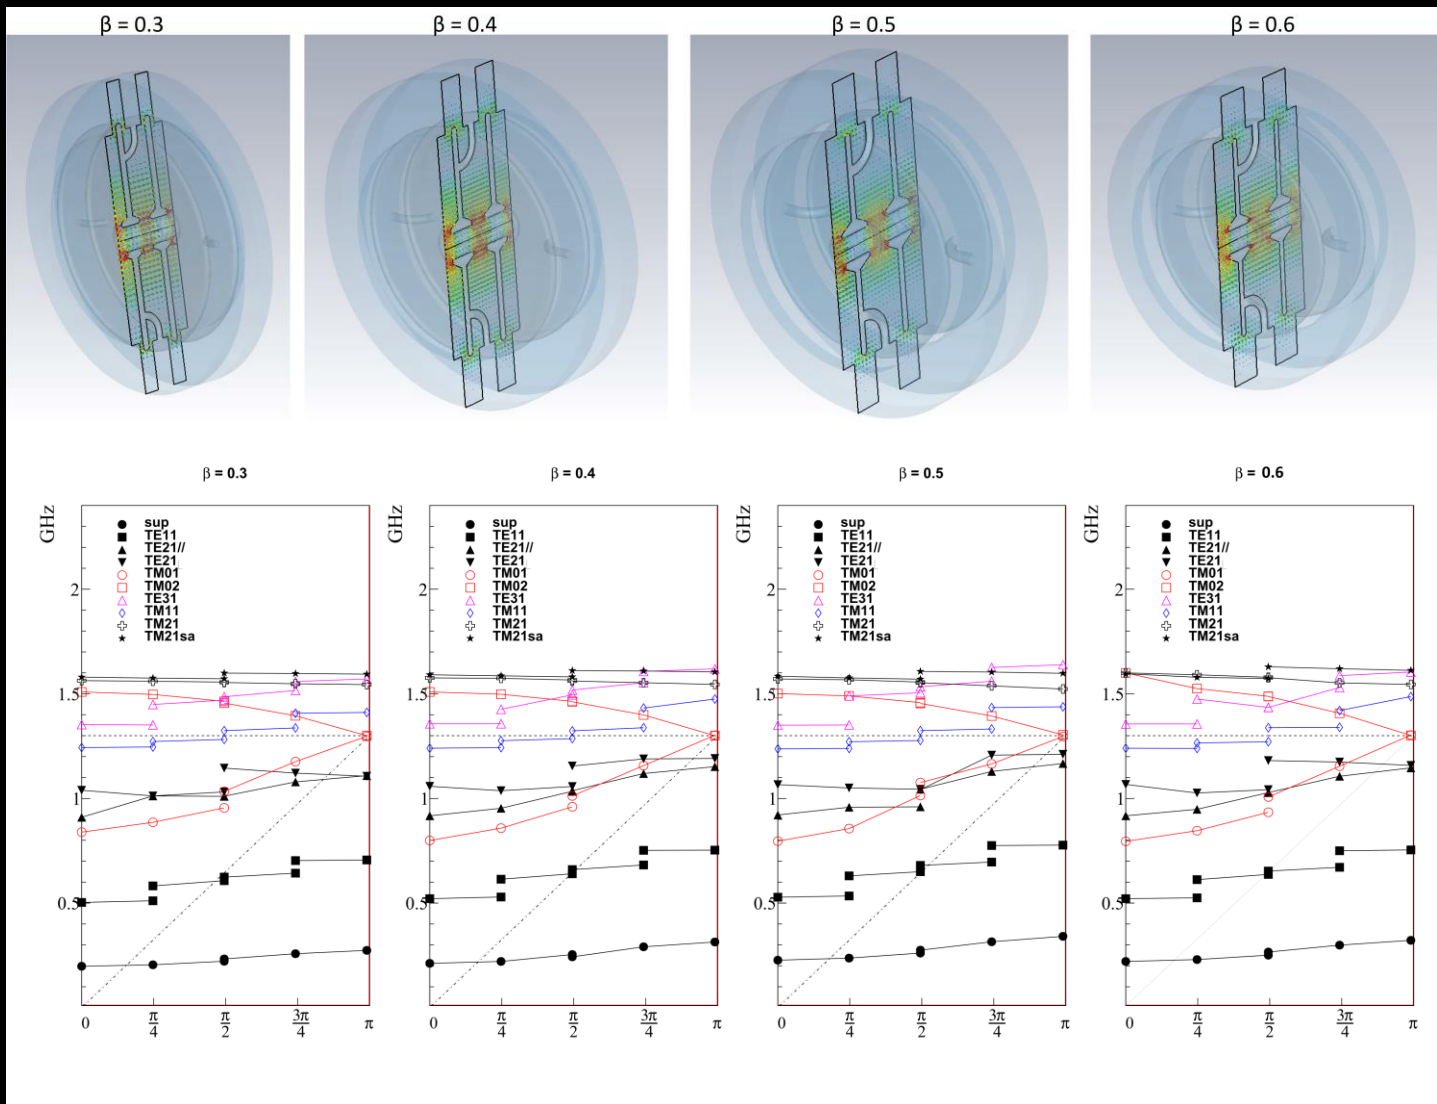 β = 0.3
β = 0.4
β = 0.5
β = 0.6
β = 0.3
GHz
sup
TE11
TE21//
TE21
TM01
TM02
TE31
TM11
TM21
TM21sa
2
1.5
1
0.5
0
π/4
π/2
3π/4
π
β = 0.4
GHz
sup
TE11
TE21//
TE21
TM01
TM02
TE31
TM11
TM21
TM21sa
2
1.5
1
0.5
0
π/4
π/2
3π/4
π
β = 0.5
GHz
sup
TE11
TE21//
TE21
TM01
TM02
TE31
TM11
TM21
TM21sa
2
1.5
1
0.5
0
π/4
π/2
3π/4
π
β = 0.6
GHz
sup
TE11
TE21//
TE21
TM01
TM02
TE31
TM11
TM21
TM21sa
2
1.5
1
0.5
0
π/4
π/2
3π/4
π